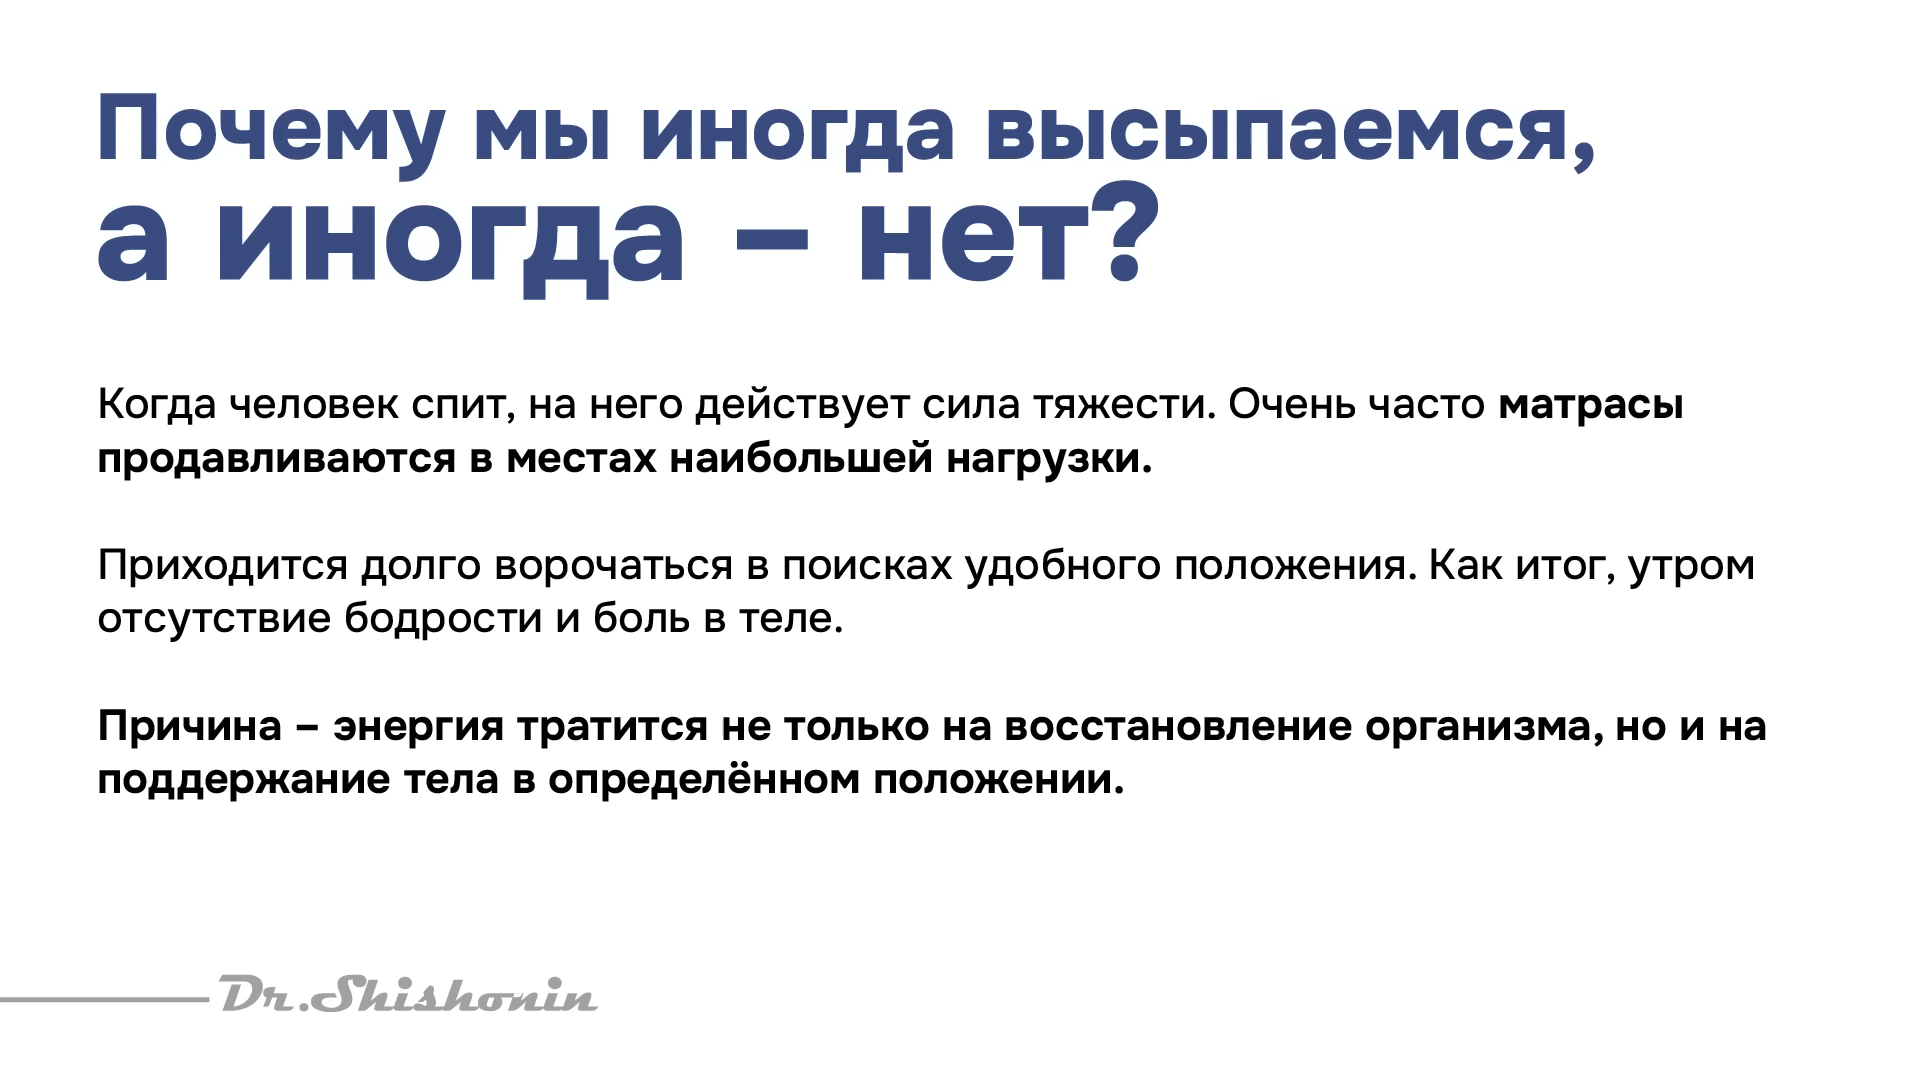 Почему мы иногда высыпаемся,
а иногда – нет?
Когда человек спит, на него действует сила тяжести. Очень часто матрасы
продавливаются в местах наибольшей нагрузки.
Приходится долго ворочаться в поисках удобного положения. Как итог, утром
отсутствие бодрости и боль в теле.
Причина – энергия тратится не только на восстановление организма, но и на
поддержание тела в определённом положении.
Dr.Shishonin